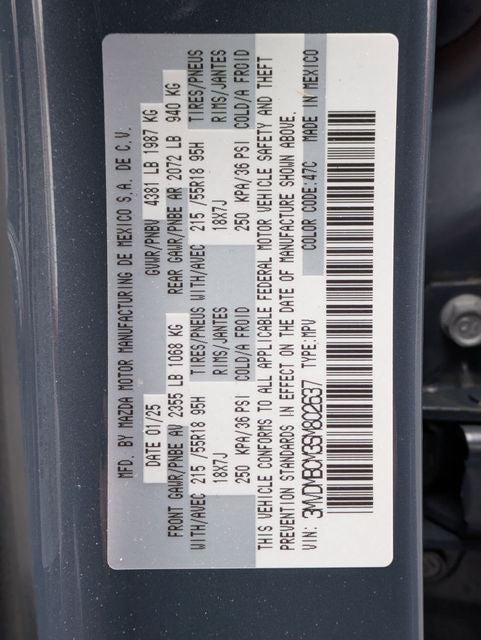 MFD. BY MAZDA MOTOR MANUFACTURING DE MEXICO S.A. DE C.V.
DATE 01/25 GVWR/PNBV 4381 LB 1987 KG
FRONT GAWR/PNBE AV 2355 LB 1068 KG REAR GAWR/PNBE AR 2072 LB 940 KG
WITH/AVEC 215 /55R18 95H TIRES/PNEUS WITH/AVEC 215 /55R18 95H TIRES/PNEUS
18X7J RIMS/JANTES 18X7J RIMS/JANTES
250 KPA/36 PSI COLD/A FROID 250 KPA/36 PSI COLD/A FROID
THIS VEHICLE CONFORMS TO ALL APPLICABLE FEDERAL MOTOR VEHICLE SAFETY AND THEFT
PREVENTION STANDARDS IN EFFECT ON THE DATE OF MANUFACTURE SHOWN ABOVE.
VIN: 3MVDMBCM3SM802637 TYPE:MPV COLOR CODE:47C MADE IN MEXICO